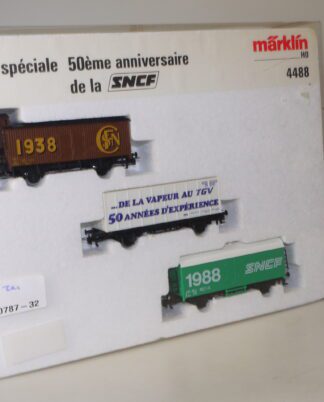 spéciale 50ème anniversaire
de la SNCF
märklin
HO
4488
1938
...DE LA VAPEUR AU TGV
50 ANNÉES D'EXPÉRIENCE
1988 SNCF
0787-32